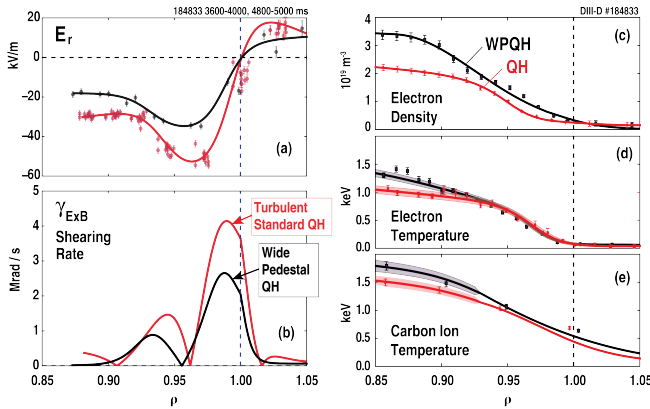 184833 3600-4000, 4800-5000 ms
DIII-D #184833
Er
(a)
kV/m
40
20
0
-20
-40
-60
γExB
Shearing
Rate
Turbulent
Standard QH
Wide
Pedestal
QH
(b)
Mrad / s
5
4
3
2
1
0
0.85 0.90 0.95 1.00 1.05
ρ
(c)
WPQH
QH
Electron
Density
10¹⁹ m⁻³
4
3
2
1
0
(d)
Electron
Temperature
keV
1.5
1.0
0.5
0.0
(e)
Carbon Ion
Temperature
keV
2.0
1.5
1.0
0.5
0.0
0.85 0.90 0.95 1.00 1.05
ρ